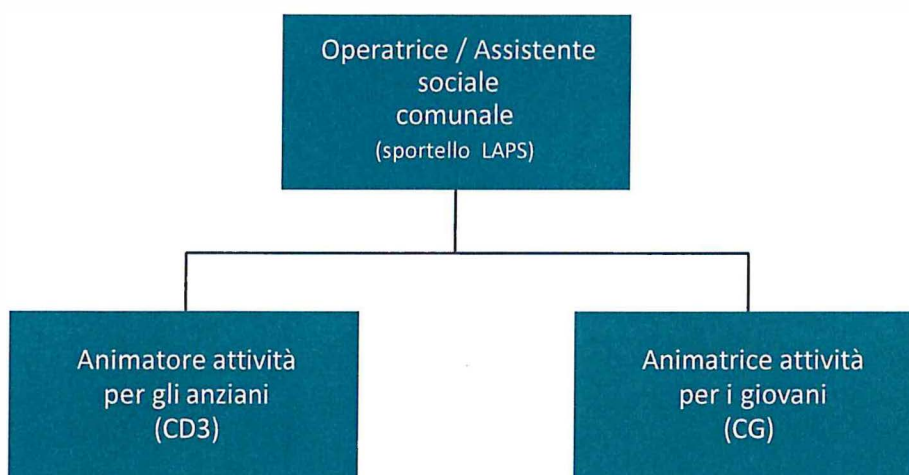 Operatrice / Assistente
sociale
comunale
(sportello LAPS)
Animatore attività
per gli anziani
(CD3)
Animatrice attività
per i giovani
(CG)